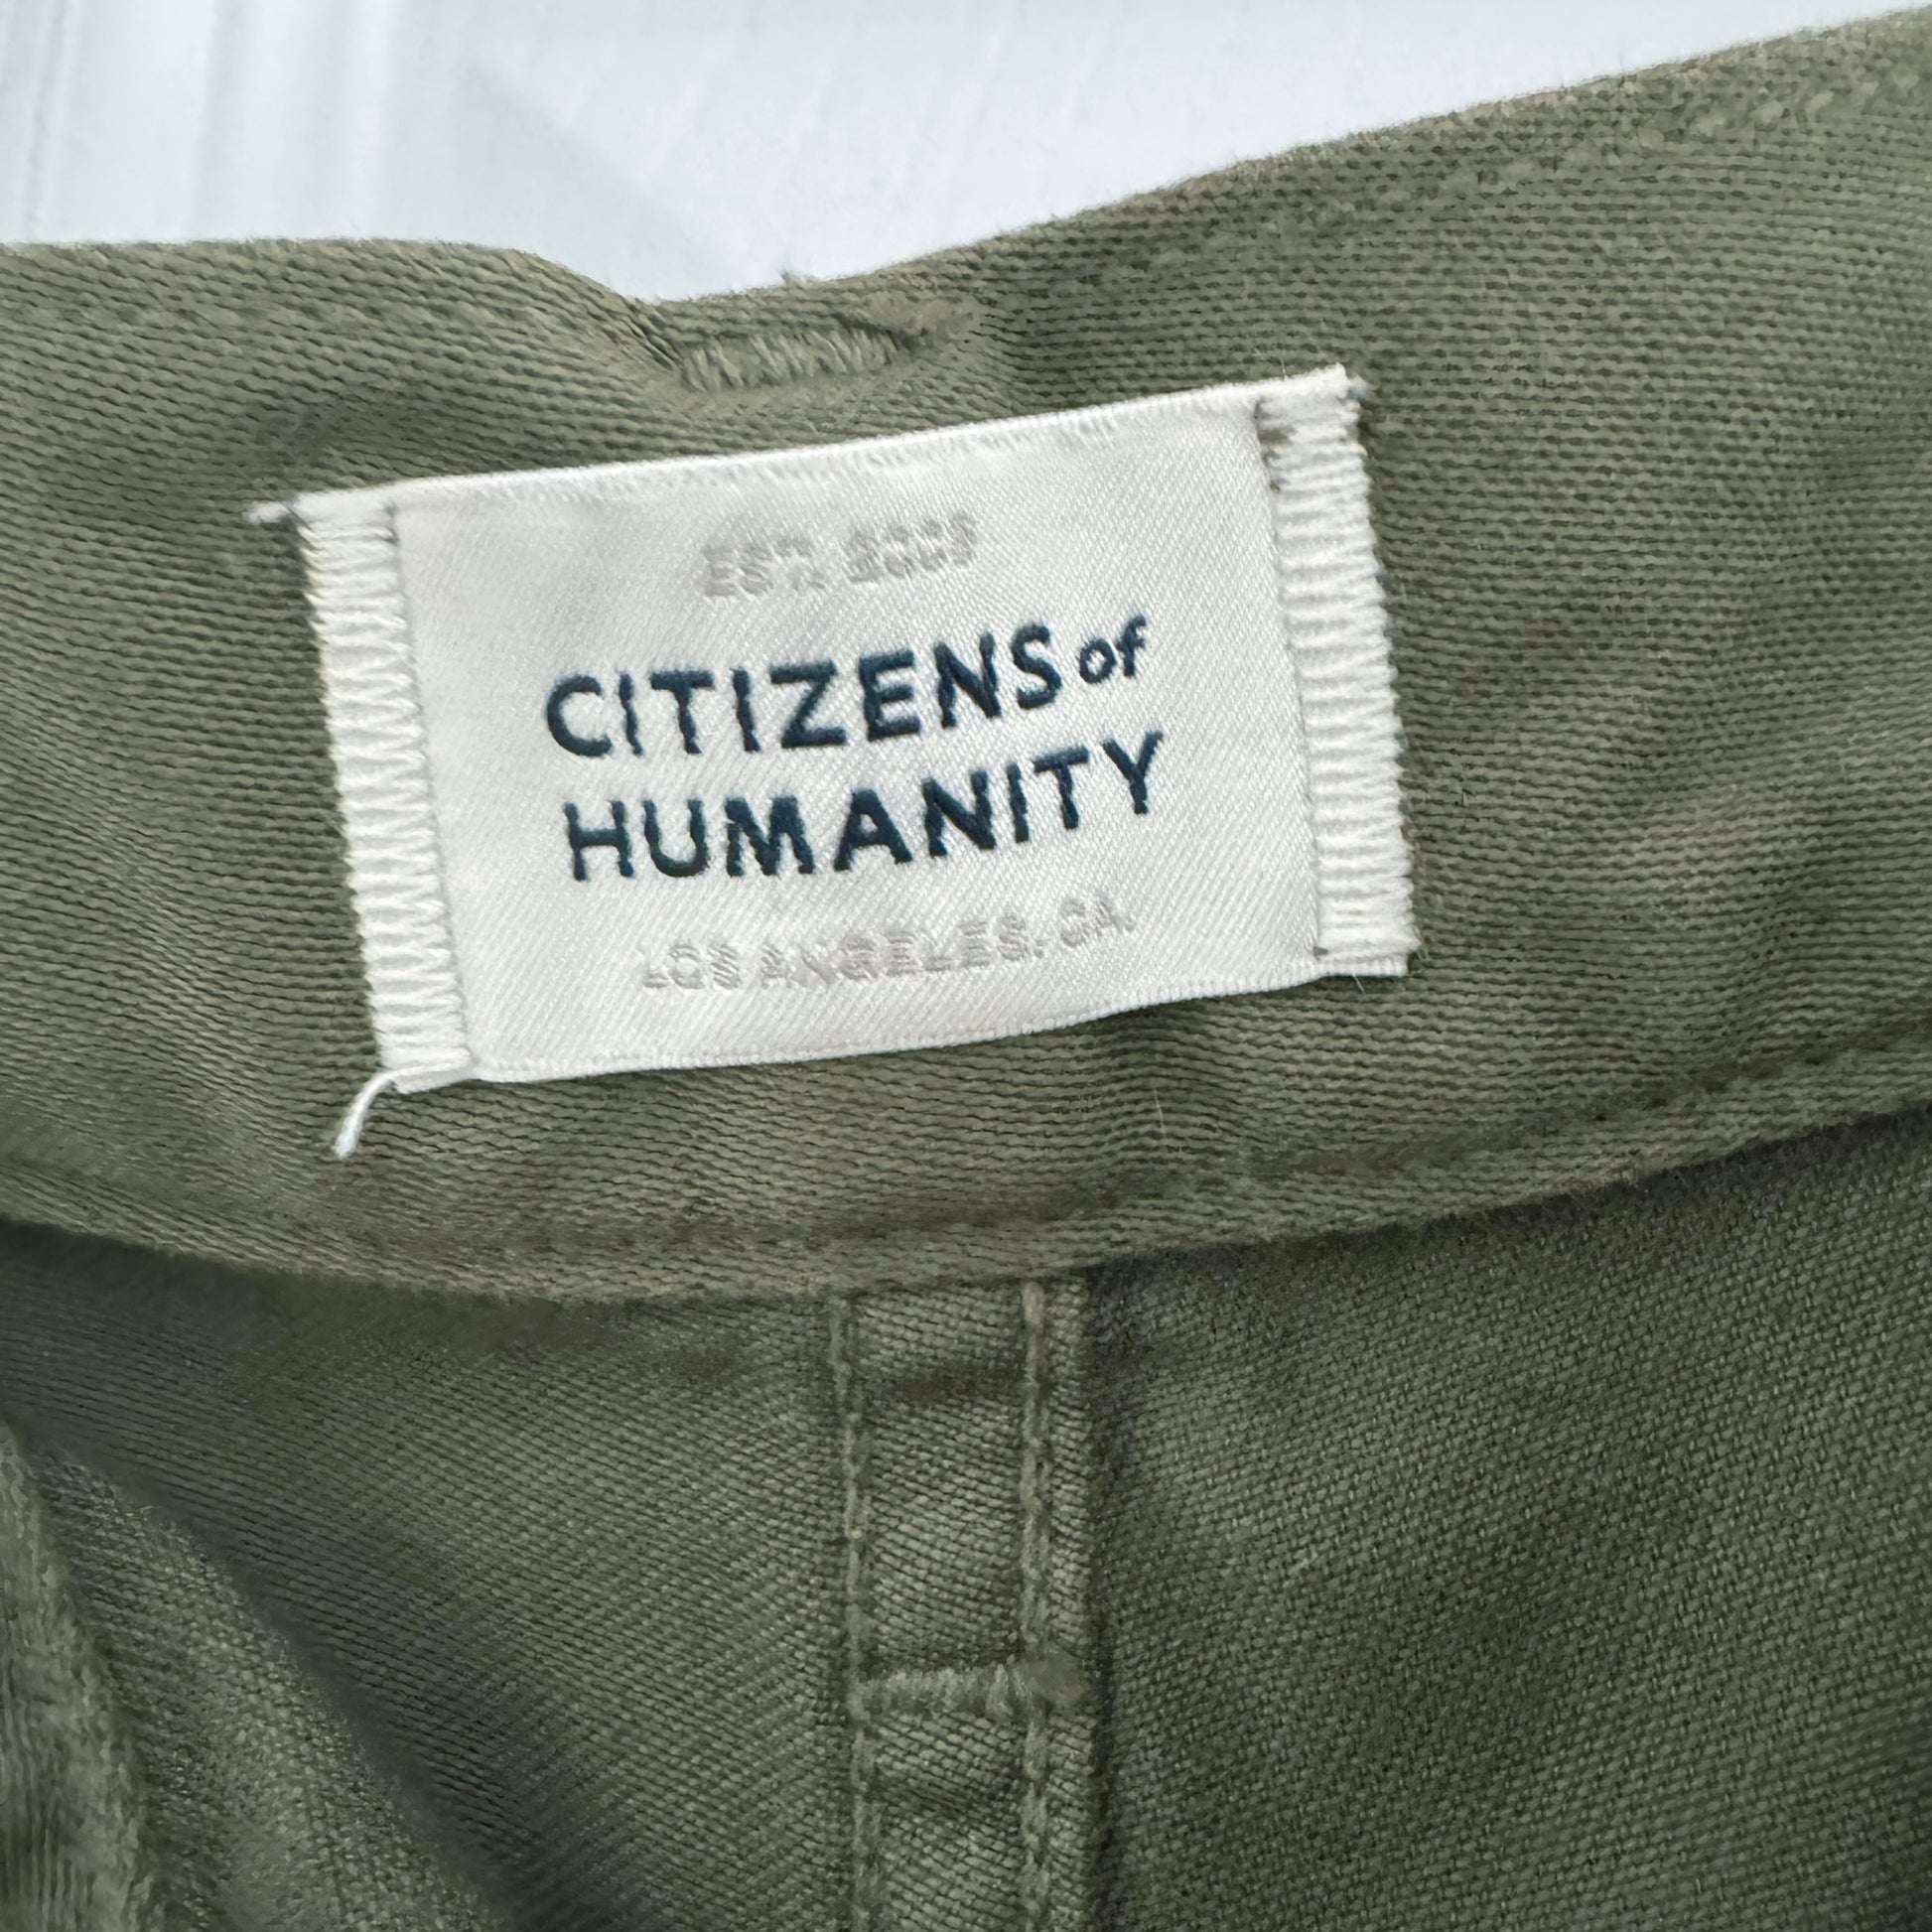 EST. 2003
CITIZENS of
HUMANITY
LOS ANGELES. CA.